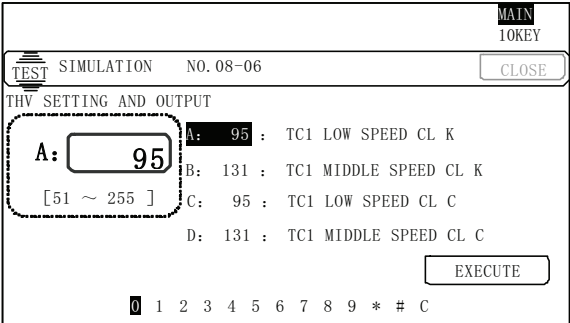 MAIN
10KEY
TEST SIMULATION NO.08-06 CLOSE
THV SETTING AND OUTPUT
A: 95
[51 ~ 255 ]
A: 95 : TC1 LOW SPEED CL K
B: 131 : TC1 MIDDLE SPEED CL K
C: 95 : TC1 LOW SPEED CL C
D: 131 : TC1 MIDDLE SPEED CL C
EXECUTE
0 1 2 3 4 5 6 7 8 9 * # C